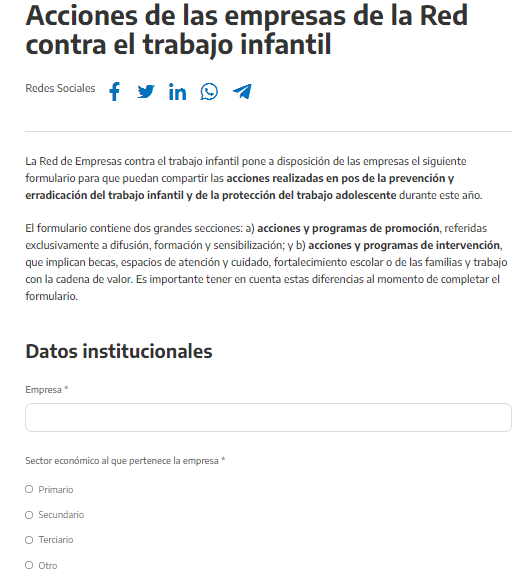 Acciones de las empresas de la Red
contra el trabajo infantil
Redes Sociales
La Red de Empresas contra el trabajo infantil pone a disposición de las empresas el siguiente
formulario para que puedan compartir las acciones realizadas en pos de la prevención y
erradicación del trabajo infantil y de la protección del trabajo adolescente durante este año.
El formulario contiene dos grandes secciones: a) acciones y programas de promoción, referidas
exclusivamente a difusión, formación y sensibilización; y b) acciones y programas de intervención,
que implican becas, espacios de atención y cuidado, fortalecimiento escolar o de las familias y trabajo
con la cadena de valor. Es importante tener en cuenta estas diferencias al momento de completar el
formulario.
Datos institucionales
Empresa *
Sector económico al que pertenece la empresa *
Primario
Secundario
Terciario
Otro